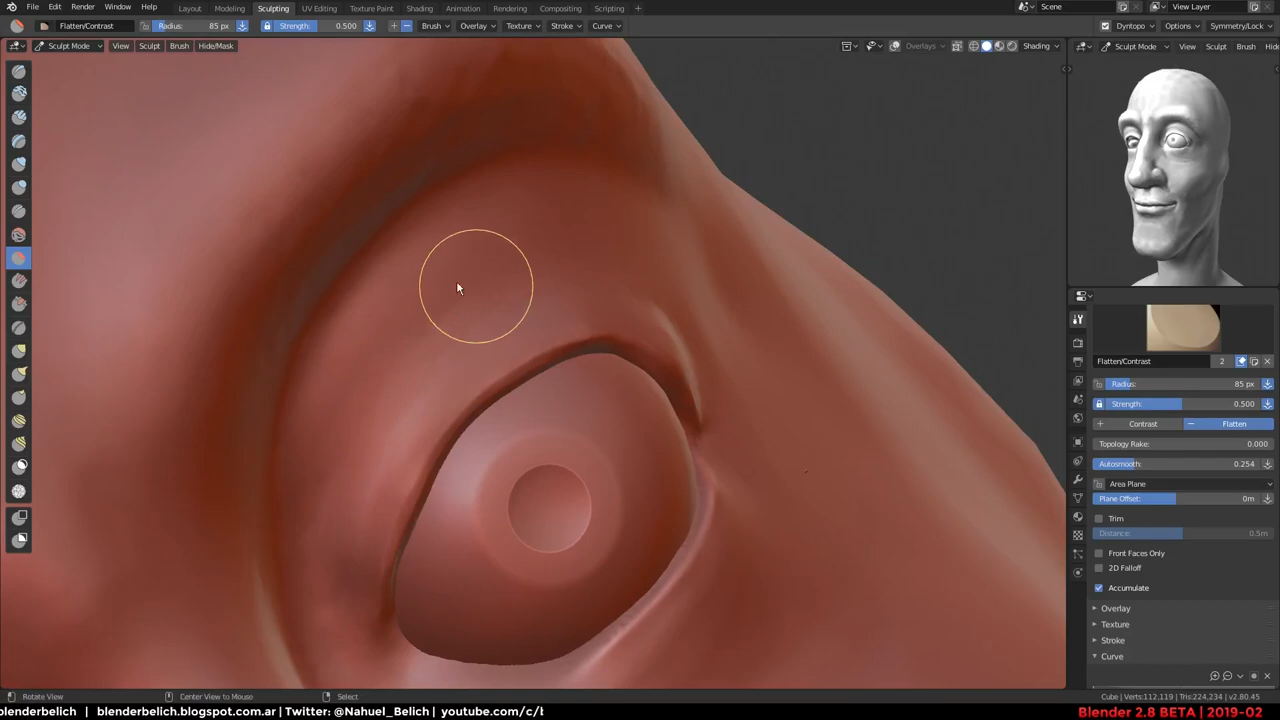 File Edit Render Window Help Layout Modeling Sculpting UV Editing Texture Paint Shading Animation Rendering Compositing Scripting Scene View Layer
Flatten/Contrast Radius: 85 px Strength: 0.500 Brush Overlay Texture Stroke Curve Dyntopo Options Symmetry/Lock
Sculpt Mode View Sculpt Brush Hide/Mask Overlays Shading Sculpt Mode View Sculpt Brush Hid
Flatten/Contrast 2
Radius: 85 px
Strength: 0.500
Contrast Flatten
Topology Rake: 0.000
Autosmooth: 0.254
Area Plane
Plane Offset: 0m
Trim
Distance: 0.5m
Front Faces Only
2D Falloff
Accumulate
Overlay
Texture
Stroke
Curve
Rotate View Center View to Mouse Select Cube | Verts:112,119 | Tris:224,234 | v2.80.45
blenderbelich | blenderbelich.blogspot.com.ar | Twitter: @Nahuel_Belich | youtube.com/c/b Blender 2.8 BETA | 2019-02